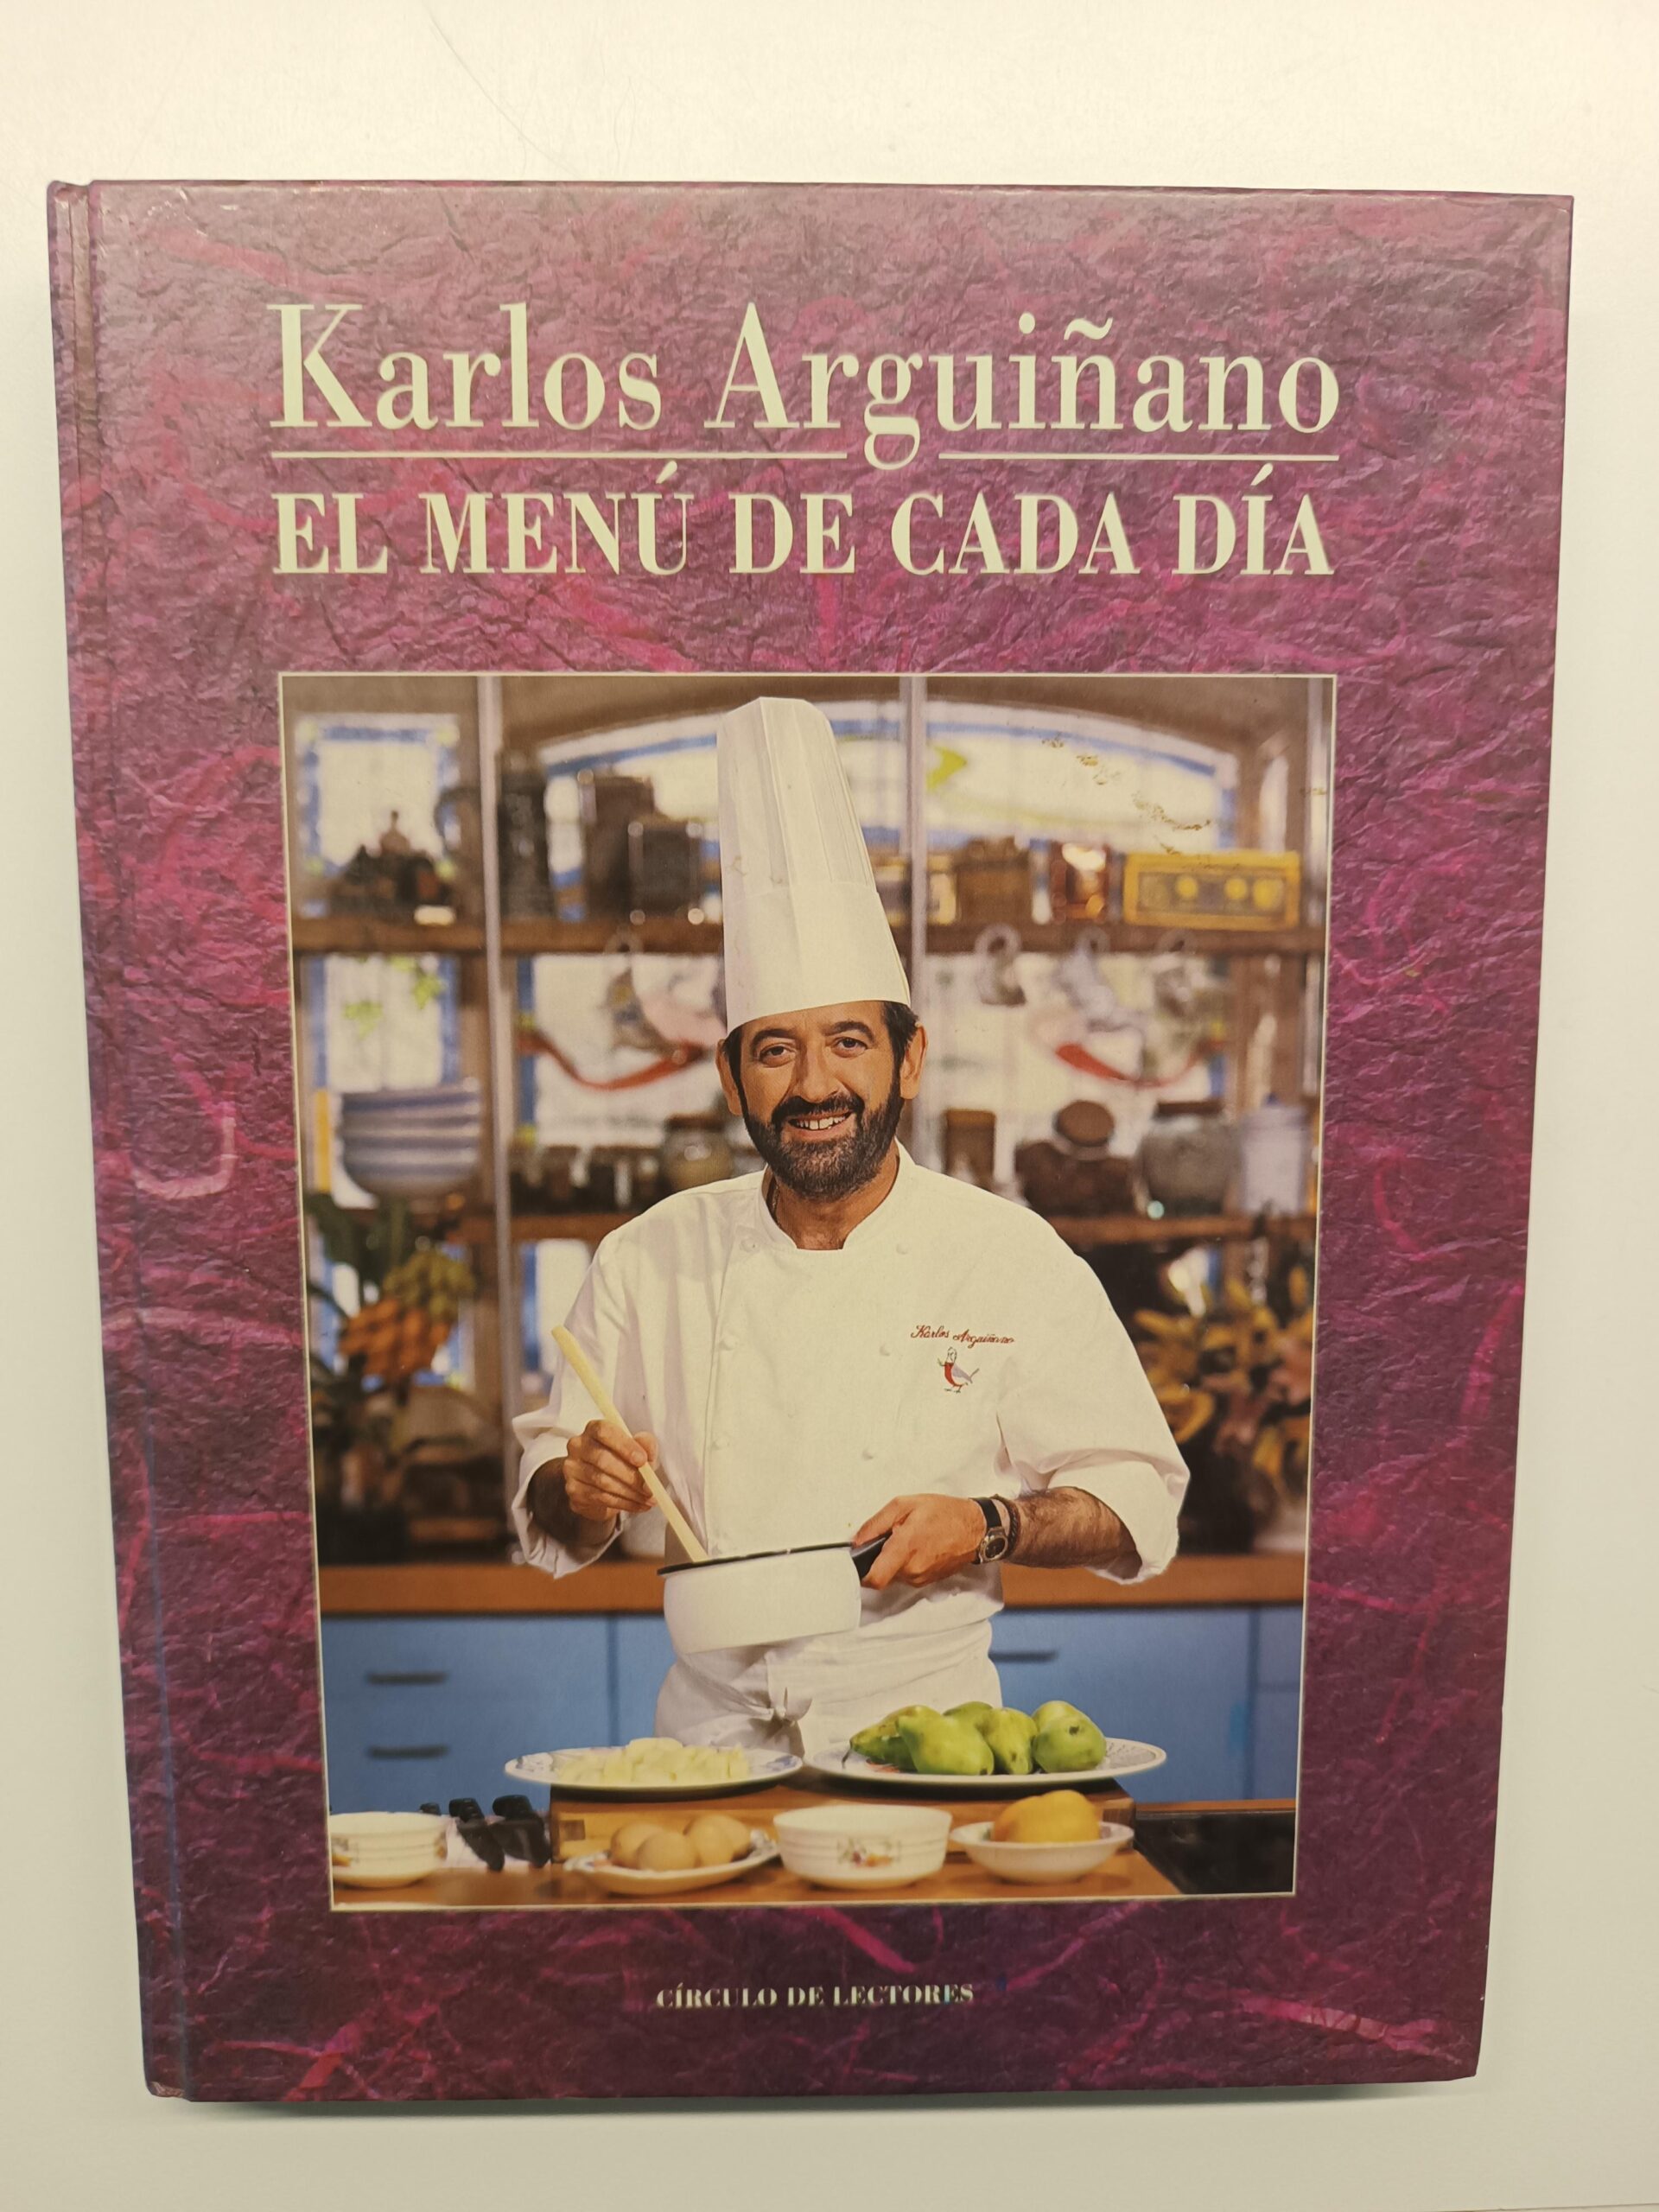 Karlos Arguiñano
EL MENÚ DE CADA DÍA
Karlos Arguiñano
CÍRCULO DE LECTORES